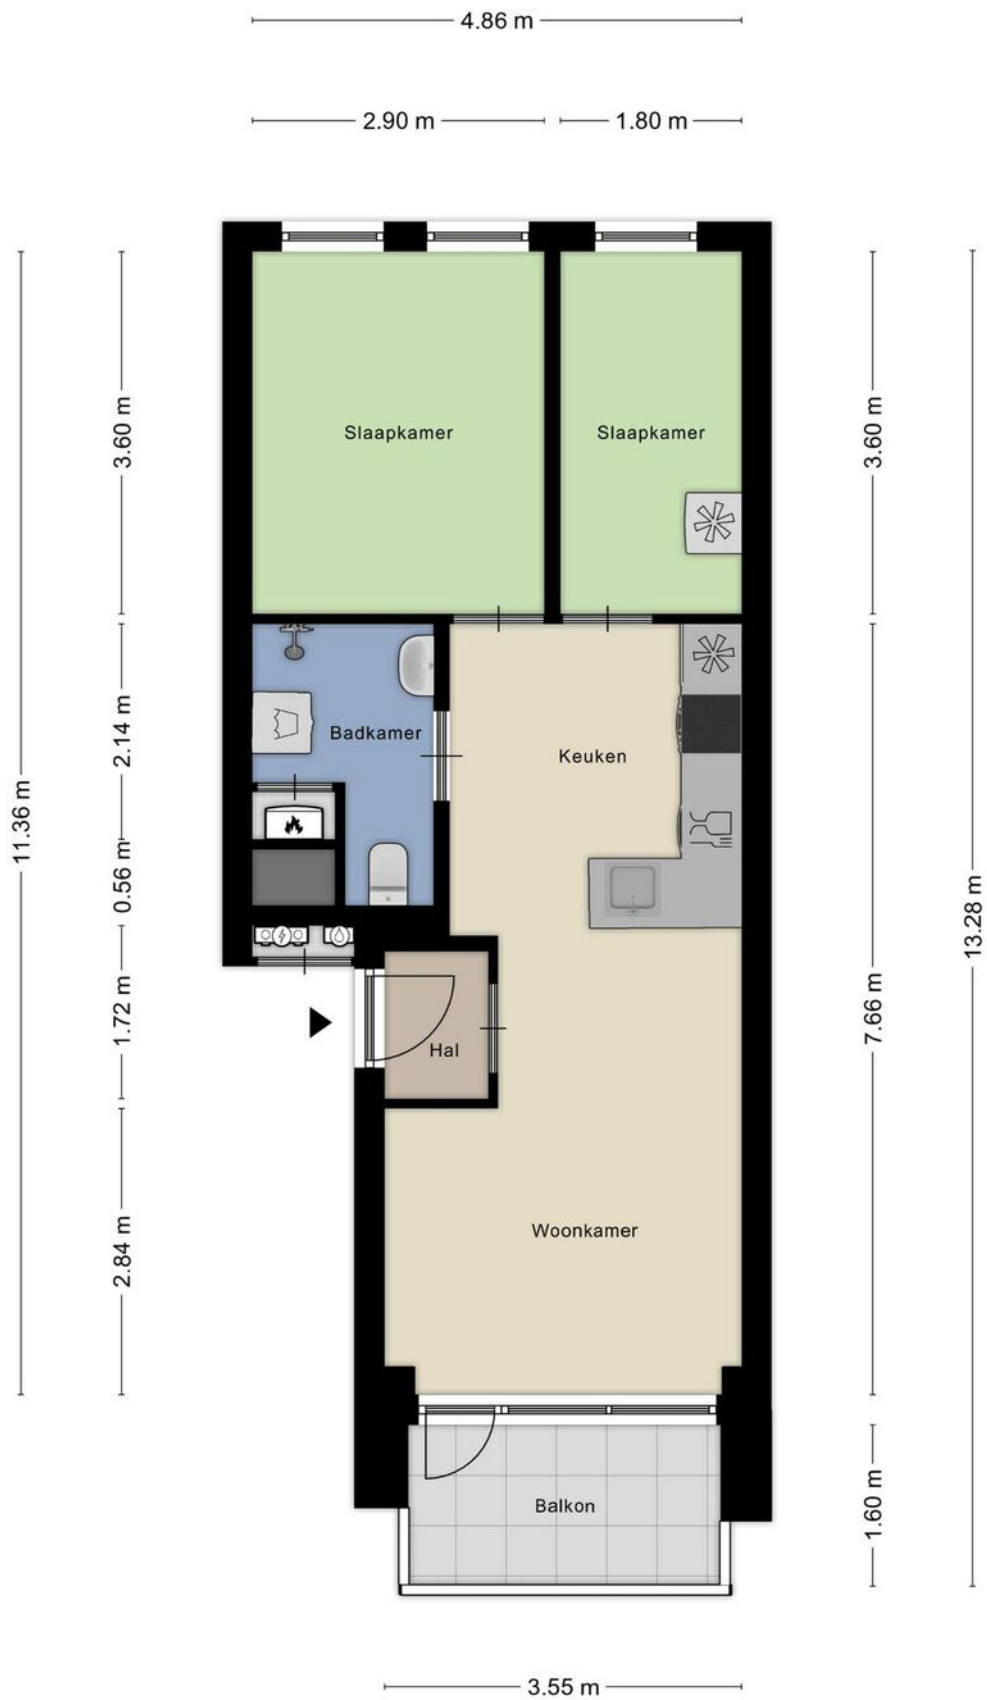 4.86 m
2.90 m
1.80 m
3.60 m
3.60 m
Slaapkamer
Slaapkamer
2.14 m
Badkamer
Keuken
11.36 m
0.56 m
13.28 m
1.72 m
7.66 m
Hal
2.84 m
Woonkamer
1.60 m
Balkon
3.55 m